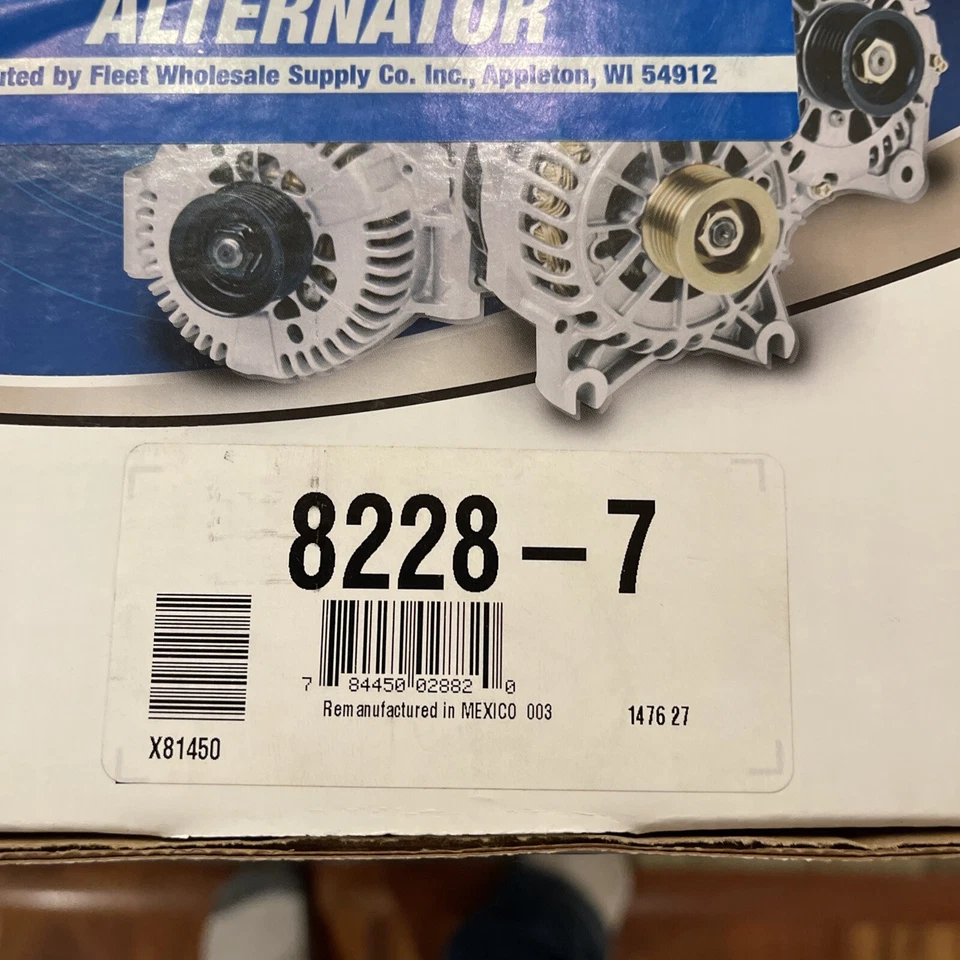 ALTERNATOR
uted by Fleet Wholesale Supply Co. Inc., Appleton, WI 54912
8228-7
7 84450 02882 0
Remanufactured in MEXICO 003
1476 27
X81450